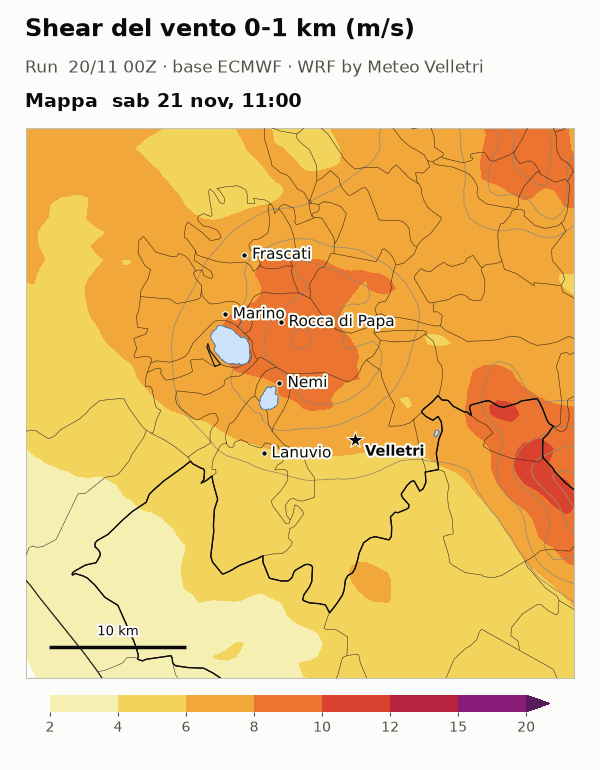 Shear del vento 0-1 km (m/s)
Run  20/11 00Z · base ECMWF · WRF by Meteo Velletri
Mappa  sab 21 nov, 11:00
Frascati
Marino
Rocca di Papa
Nemi
Velletri
Lanuvio
10 km
2 4 6 8 10 12 15 20